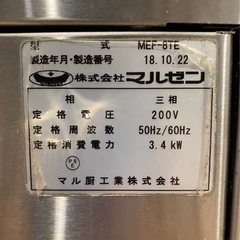 型 式 MEF-8TE
製造年月・製造番号 18.10.22
株式会社 マルゼン
相 三相
定格電圧 200V
定格周波数 50Hz/60Hz
定格消費電力 3.4kW
マル厨工業株式会社